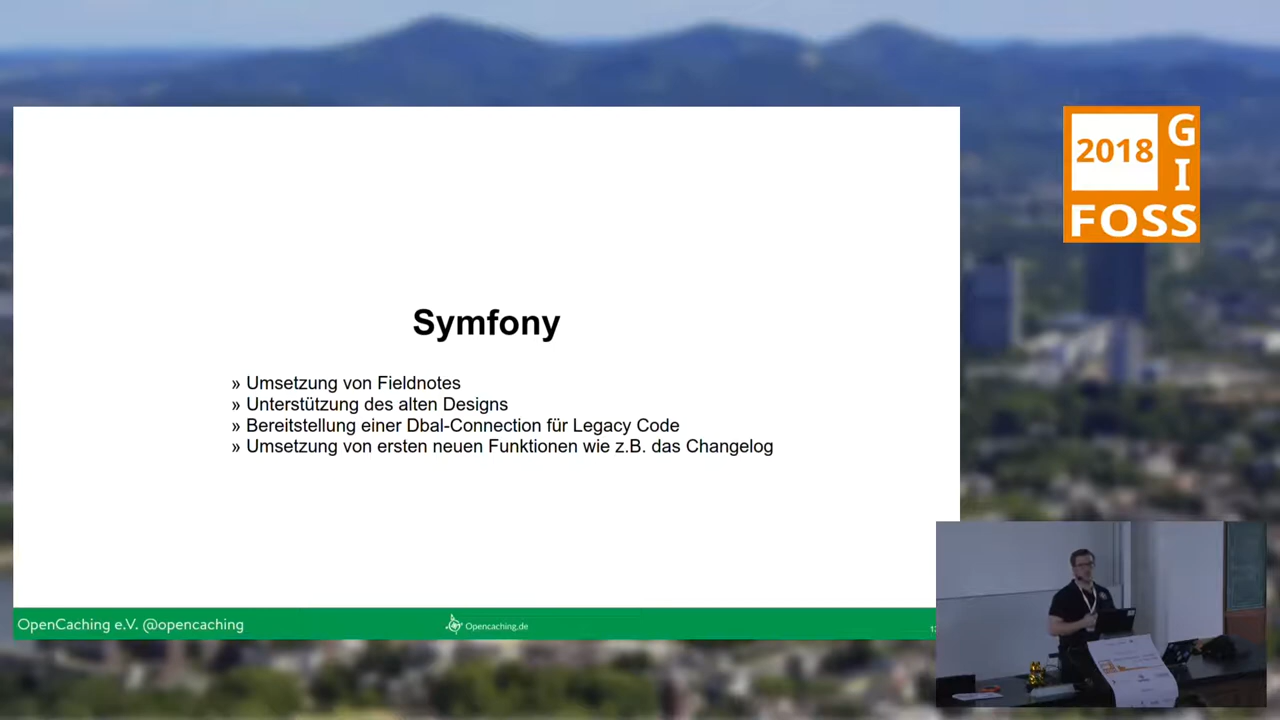 Symfony
» Umsetzung von Fieldnotes
» Unterstützung des alten Designs
» Bereitstellung einer Dbal-Connection für Legacy Code
» Umsetzung von ersten neuen Funktionen wie z.B. das Changelog
OpenCaching e.V. @opencaching
Opencaching.de
2018
GI
FOSS